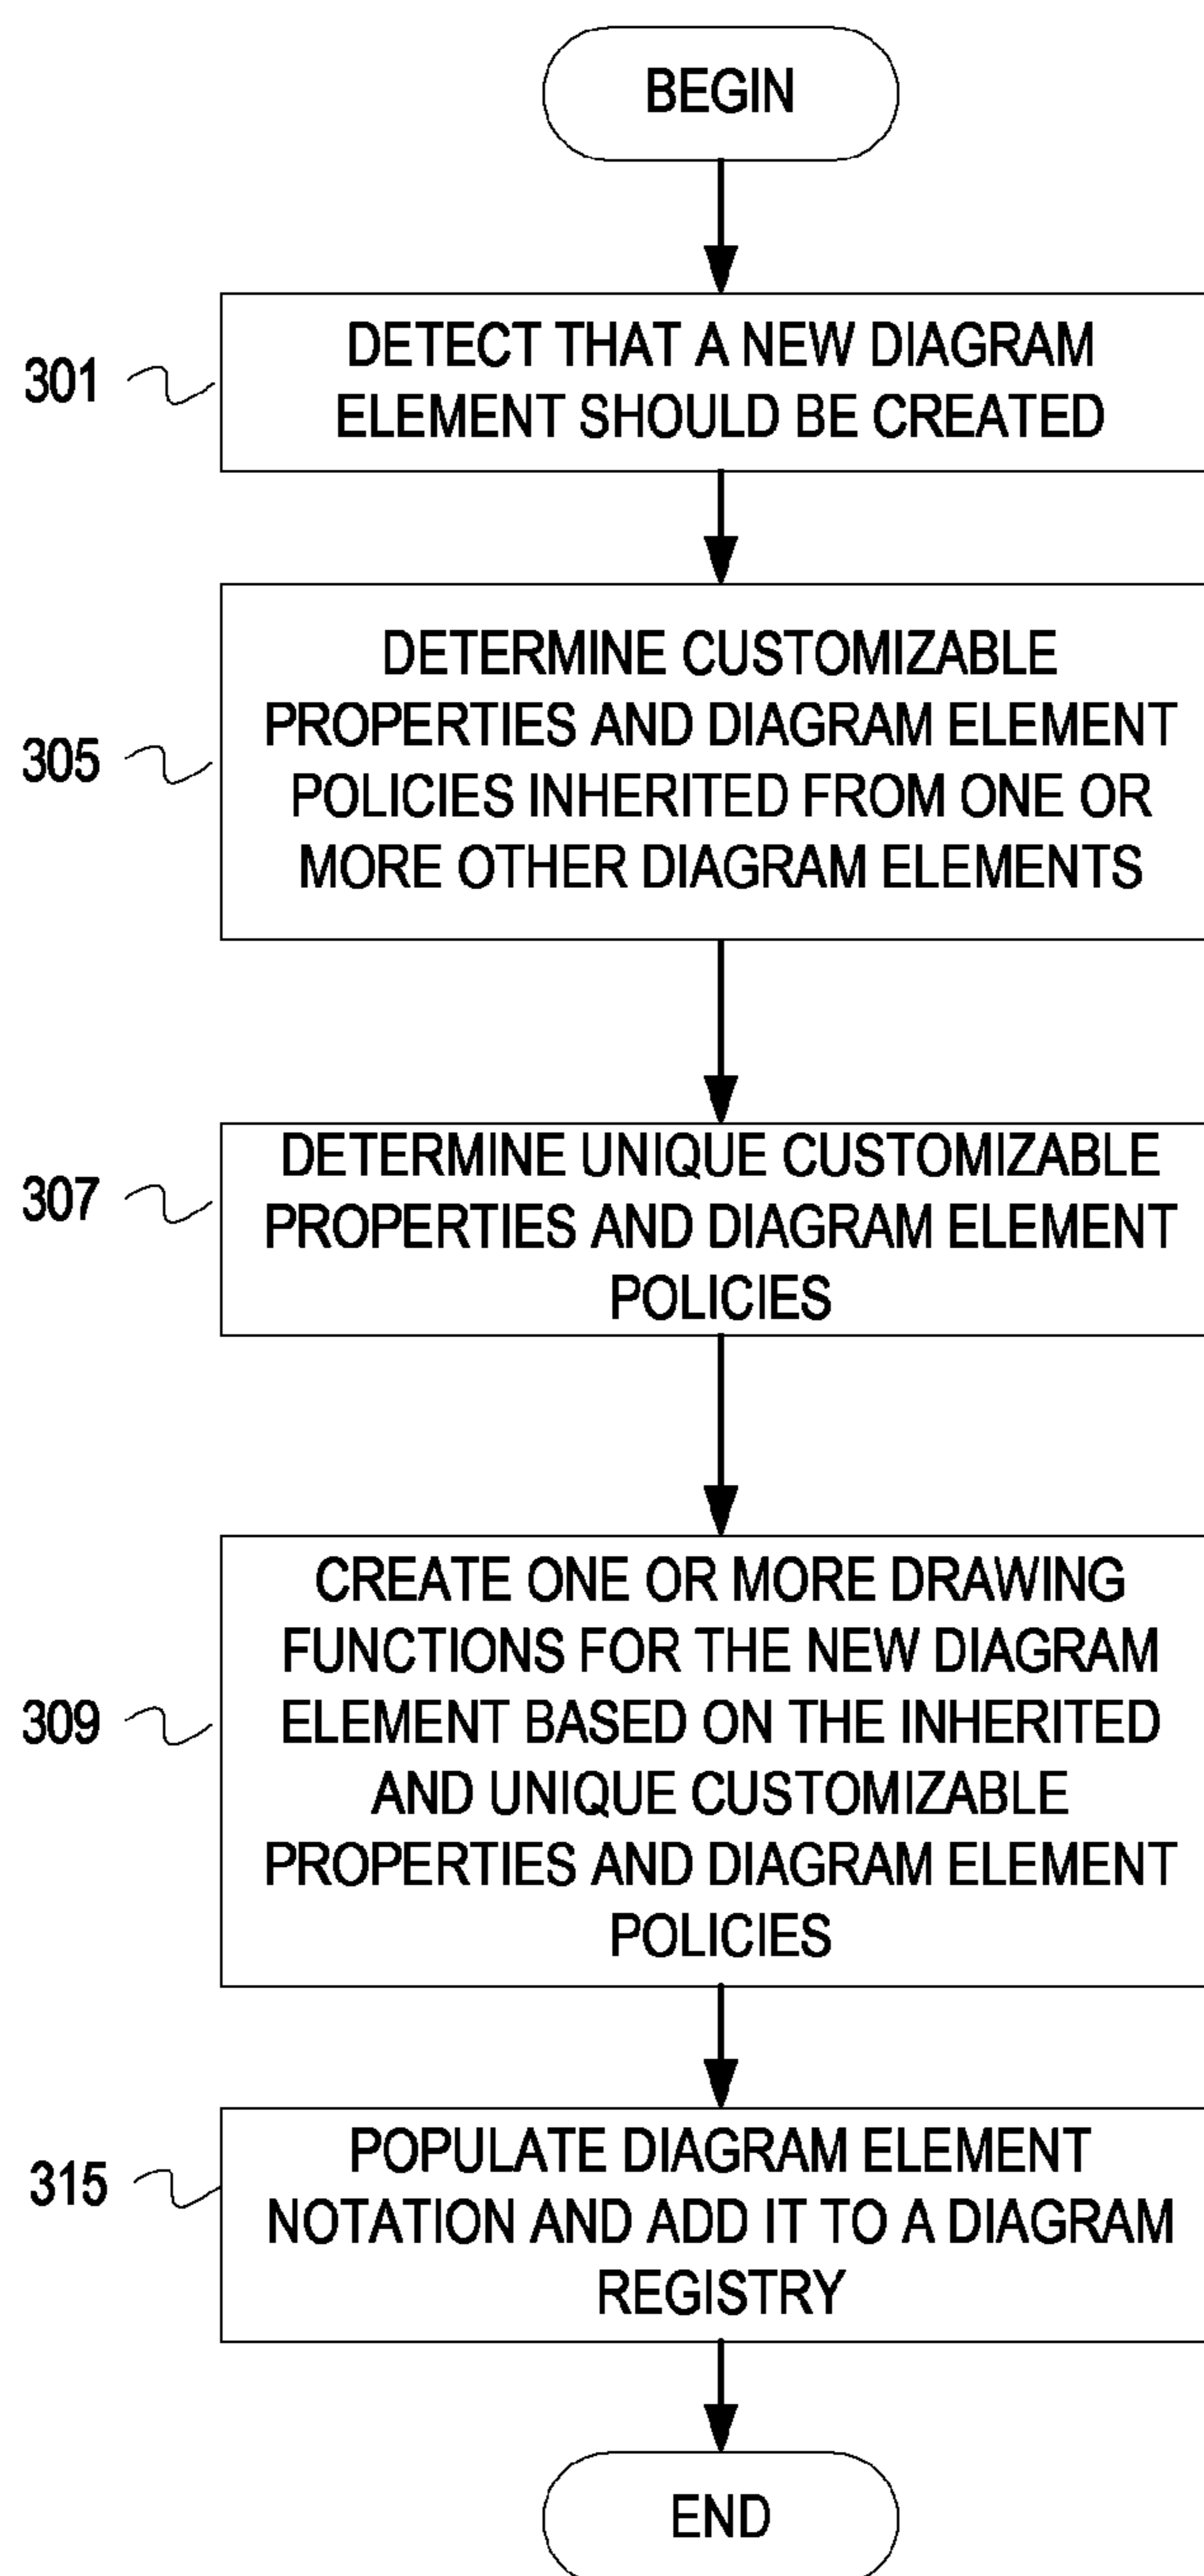 BEGIN
301
DETECT THAT A NEW DIAGRAM
ELEMENT SHOULD BE CREATED
305
DETERMINE CUSTOMIZABLE
PROPERTIES AND DIAGRAM ELEMENT
POLICIES INHERITED FROM ONE OR
MORE OTHER DIAGRAM ELEMENTS
307
DETERMINE UNIQUE CUSTOMIZABLE
PROPERTIES AND DIAGRAM ELEMENT
POLICIES
309
CREATE ONE OR MORE DRAWING
FUNCTIONS FOR THE NEW DIAGRAM
ELEMENT BASED ON THE INHERITED
AND UNIQUE CUSTOMIZABLE
PROPERTIES AND DIAGRAM ELEMENT
POLICIES
315
POPULATE DIAGRAM ELEMENT
NOTATION AND ADD IT TO A DIAGRAM
REGISTRY
END